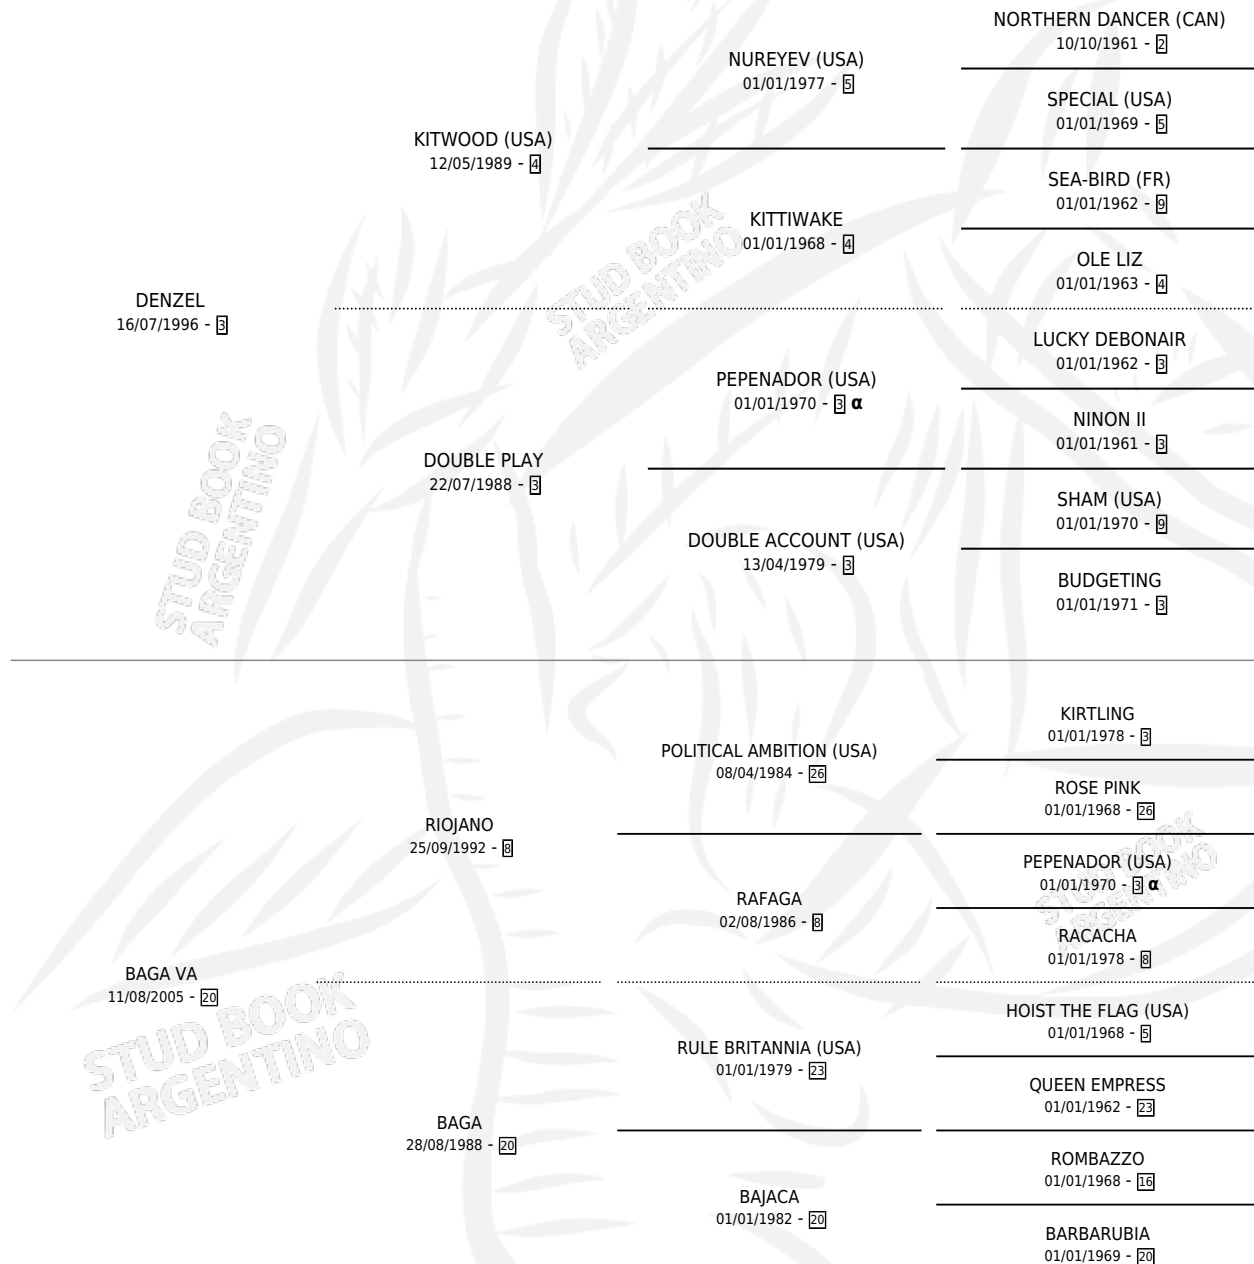 NORTHERN DANCER (CAN)
10/10/1961 - 2
NUREYEV (USA)
01/01/1977 - 5
SPECIAL (USA)
01/01/1969 - 5
KITWOOD (USA)
12/05/1989 - 4
SEA-BIRD (FR)
01/01/1962 - 9
KITTIWAKE
01/01/1968 - 4
OLE LIZ
01/01/1963 - 4
DENZEL
16/07/1996 - 3
LUCKY DEBONAIR
01/01/1962 - 3
PEPENADOR (USA)
01/01/1970 - 3 α
NINON II
01/01/1961 - 3
DOUBLE PLAY
22/07/1988 - 3
SHAM (USA)
01/01/1970 - 9
DOUBLE ACCOUNT (USA)
13/04/1979 - 3
BUDGETING
01/01/1971 - 3
STUD BOOK
ARGENTINO
STUD BOOK
ARGENTINO
KIRTLING
01/01/1978 - 3
POLITICAL AMBITION (USA)
08/04/1984 - 26
ROSE PINK
01/01/1968 - 26
RIOJANO
25/09/1992 - 8
PEPENADOR (USA)
01/01/1970 - 3 α
RAFAGA
02/08/1986 - 8
RACACHA
01/01/1978 - 8
BAGA VA
11/08/2005 - 20
HOIST THE FLAG (USA)
01/01/1968 - 5
RULE BRITANNIA (USA)
01/01/1979 - 23
QUEEN EMPRESS
01/01/1962 - 23
BAGA
28/08/1988 - 20
ROMBAZZO
01/01/1968 - 16
BAJACA
01/01/1982 - 20
BARBARUBIA
01/01/1969 - 20
STUD BOOK
ARGENTINO
STUD BOOK
ARGENTINO